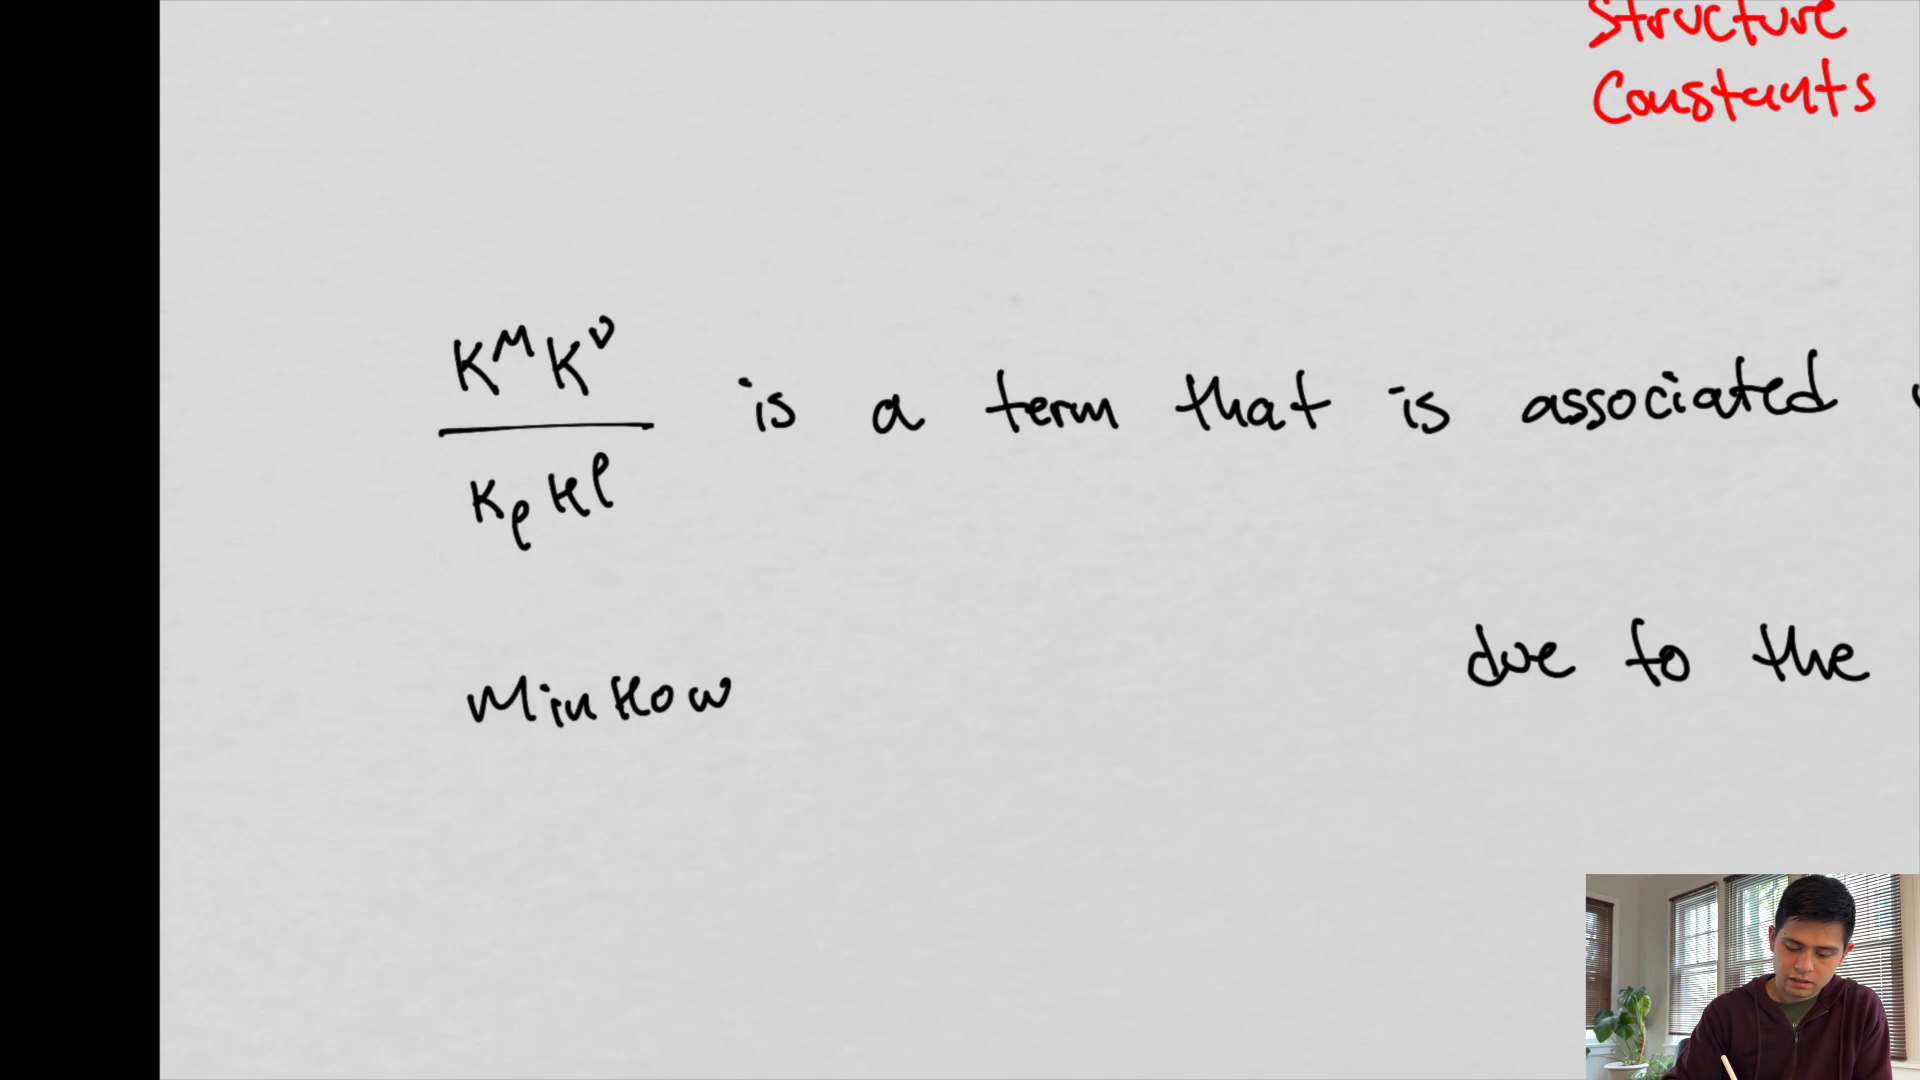 Structure
Constants
K^μ K^ν / K_ρ K^ρ is a term that is associated
due to the
Minkow